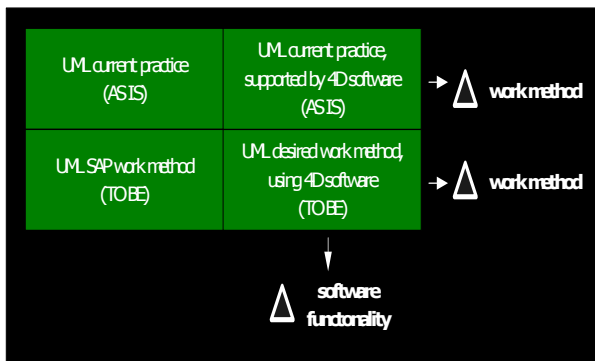 UML current practice
(AS IS)
UML current practice,
supported by 4D software
(AS IS)
work method
UML SAP work method
(TO BE)
UML desired work method,
using 4D software
(TO BE)
work method
software
functonality